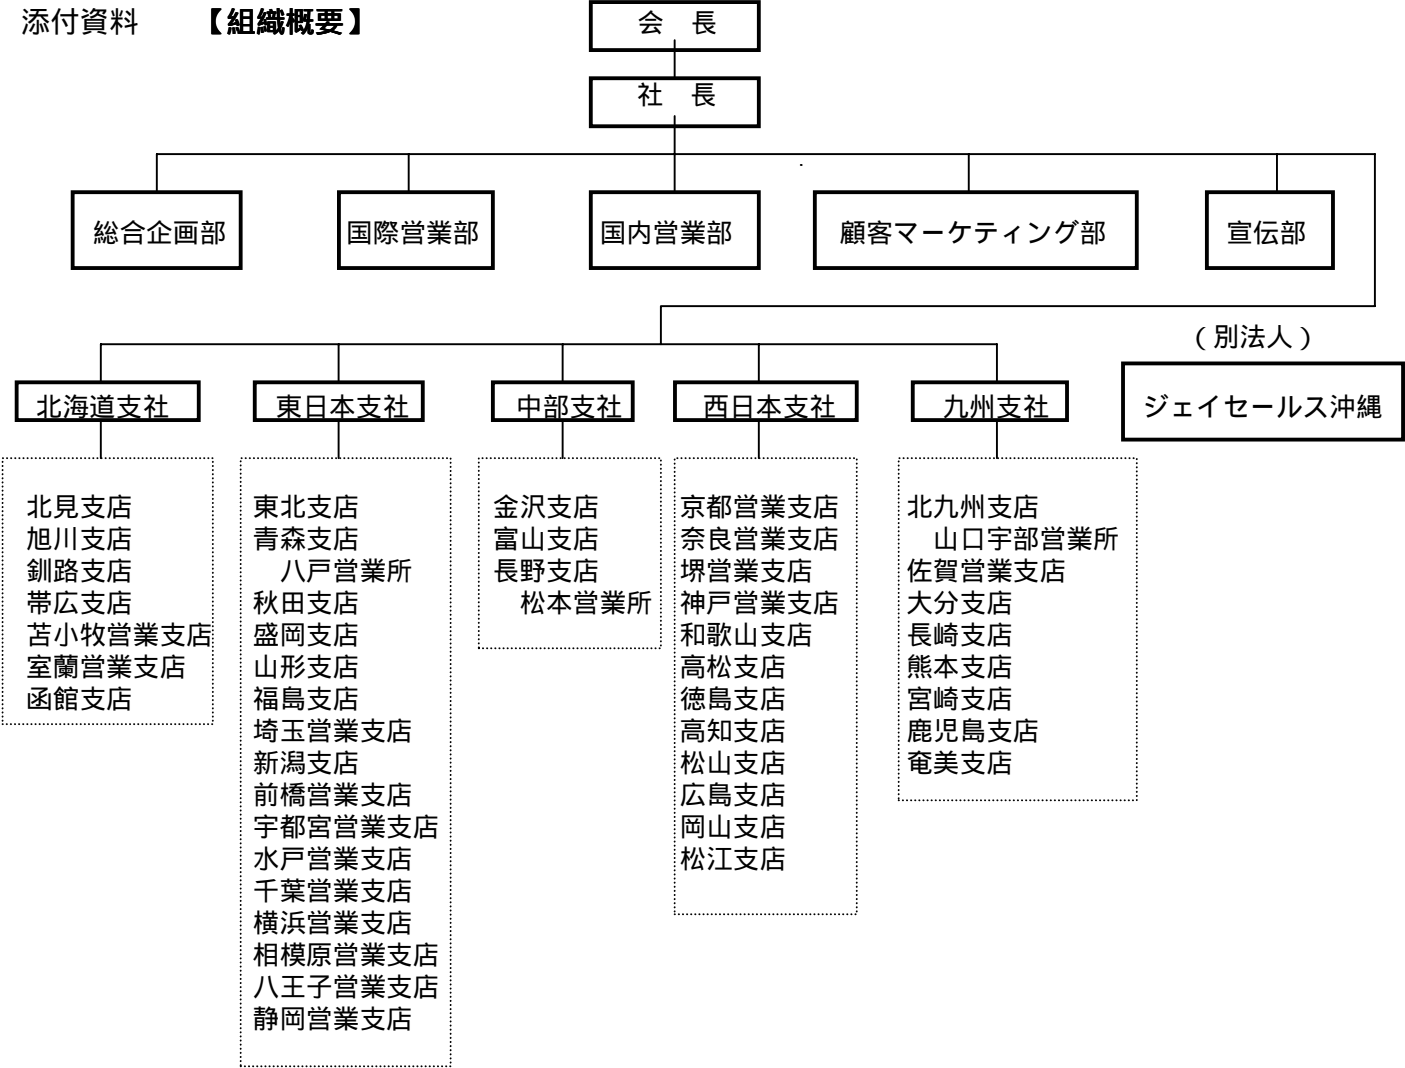 添付資料　　【組織概要】
会　長
社　長
総合企画部
国際営業部
国内営業部
顧客マーケティング部
宣伝部
（別法人）
ジェイセールス沖縄
北海道支社
北見支店
旭川支店
釧路支店
帯広支店
苫小牧営業支店
室蘭営業支店
函館支店
東日本支社
東北支店
青森支店
　八戸営業所
秋田支店
盛岡支店
山形支店
福島支店
埼玉営業支店
新潟支店
前橋営業支店
宇都宮営業支店
水戸営業支店
千葉営業支店
横浜営業支店
相模原営業支店
八王子営業支店
静岡営業支店
中部支社
金沢支店
富山支店
長野支店
　松本営業所
西日本支社
京都営業支店
奈良営業支店
堺営業支店
神戸営業支店
和歌山支店
高松支店
徳島支店
高知支店
松山支店
広島支店
岡山支店
松江支店
九州支社
北九州支店
　山口宇部営業所
佐賀営業支店
大分支店
長崎支店
熊本支店
宮崎支店
鹿児島支店
奄美支店